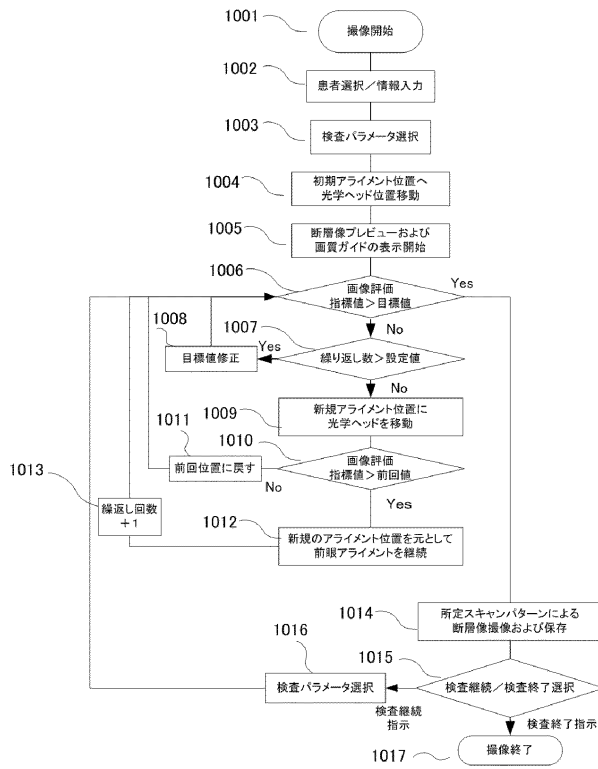 1001
撮像開始
1002
患者選択／情報入力
1003
検査パラメータ選択
1004
初期アライメント位置へ
光学ヘッド位置移動
1005
断層像プレビューおよび
画質ガイドの表示開始
1006
画像評価
指標値＞目標値
Yes
No
1008
目標値修正
Yes
1007
繰り返し数＞設定値
No
1009
新規アライメント位置に
光学ヘッドを移動
1011
前回位置に戻す
No
1010
画像評価
指標値＞前回値
Yes
1013
繰返し回数
＋1
1012
新規のアライメント位置を元として
前眼アライメントを継続
1014
所定スキャンパターンによる
断層像撮像および保存
1015
検査継続／検査終了選択
1016
検査パラメータ選択
検査継続
指示
検査終了指示
1017
撮像終了